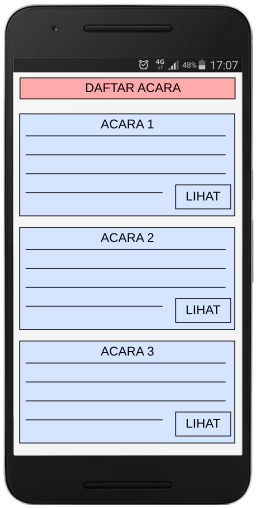 4G 48% 17:07
DAFTAR ACARA
ACARA 1
LIHAT
ACARA 2
LIHAT
ACARA 3
LIHAT